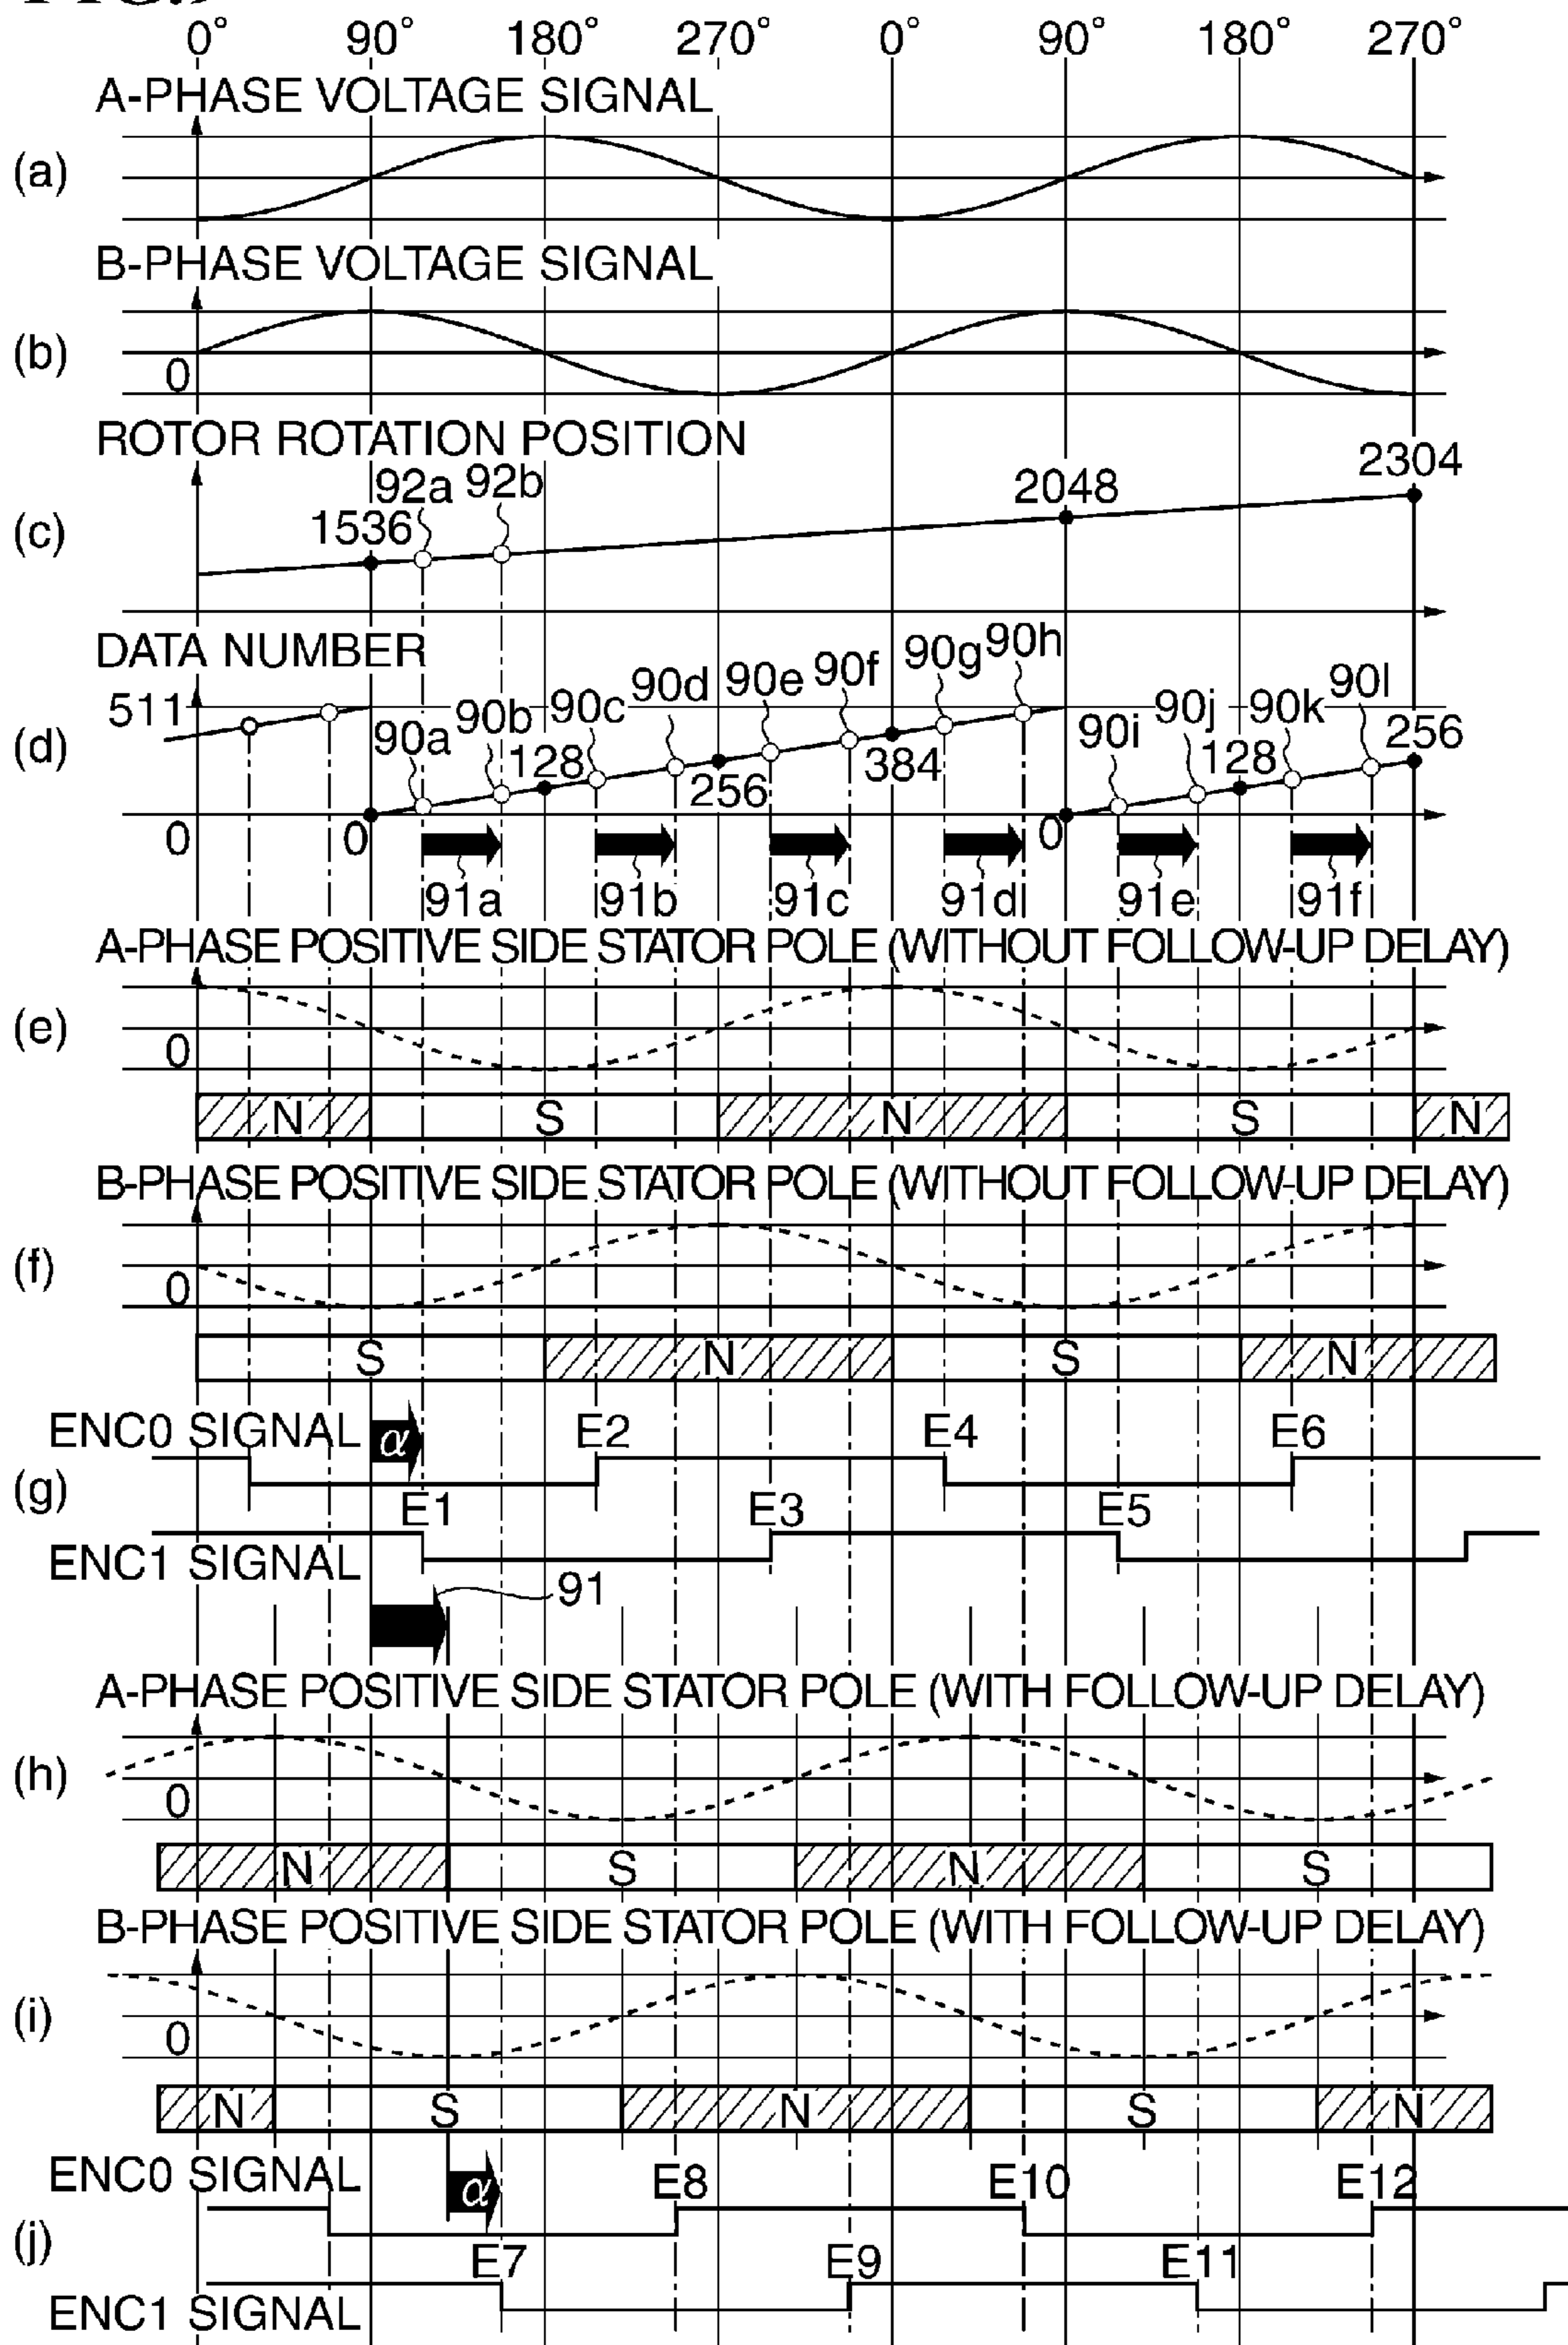 0° 90° 180° 270° 0° 90° 180° 270°
A-PHASE VOLTAGE SIGNAL
(a)
B-PHASE VOLTAGE SIGNAL
(b)
0
ROTOR ROTATION POSITION
2304
92a 92b
2048
1536
(c)
DATA NUMBER
90g 90h
90d 90e 90f
90l
511
90b 90c
90j 90k
90a
90i
256
(d)
128
384
128
256
0 0 0
91a 91b 91c 91d 91e 91f
A-PHASE POSITIVE SIDE STATOR POLE (WITHOUT FOLLOW-UP DELAY)
(e)
0
N S N S N
B-PHASE POSITIVE SIDE STATOR POLE (WITHOUT FOLLOW-UP DELAY)
(f)
0
S N S N
ENC0 SIGNAL α E2 E4 E6
(g)
E1 E3 E5
ENC1 SIGNAL
91
A-PHASE POSITIVE SIDE STATOR POLE (WITH FOLLOW-UP DELAY)
(h)
0
N S N S
B-PHASE POSITIVE SIDE STATOR POLE (WITH FOLLOW-UP DELAY)
(i)
0
N S N S N
ENC0 SIGNAL α E8 E10 E12
(j)
E7 E9 E11
ENC1 SIGNAL